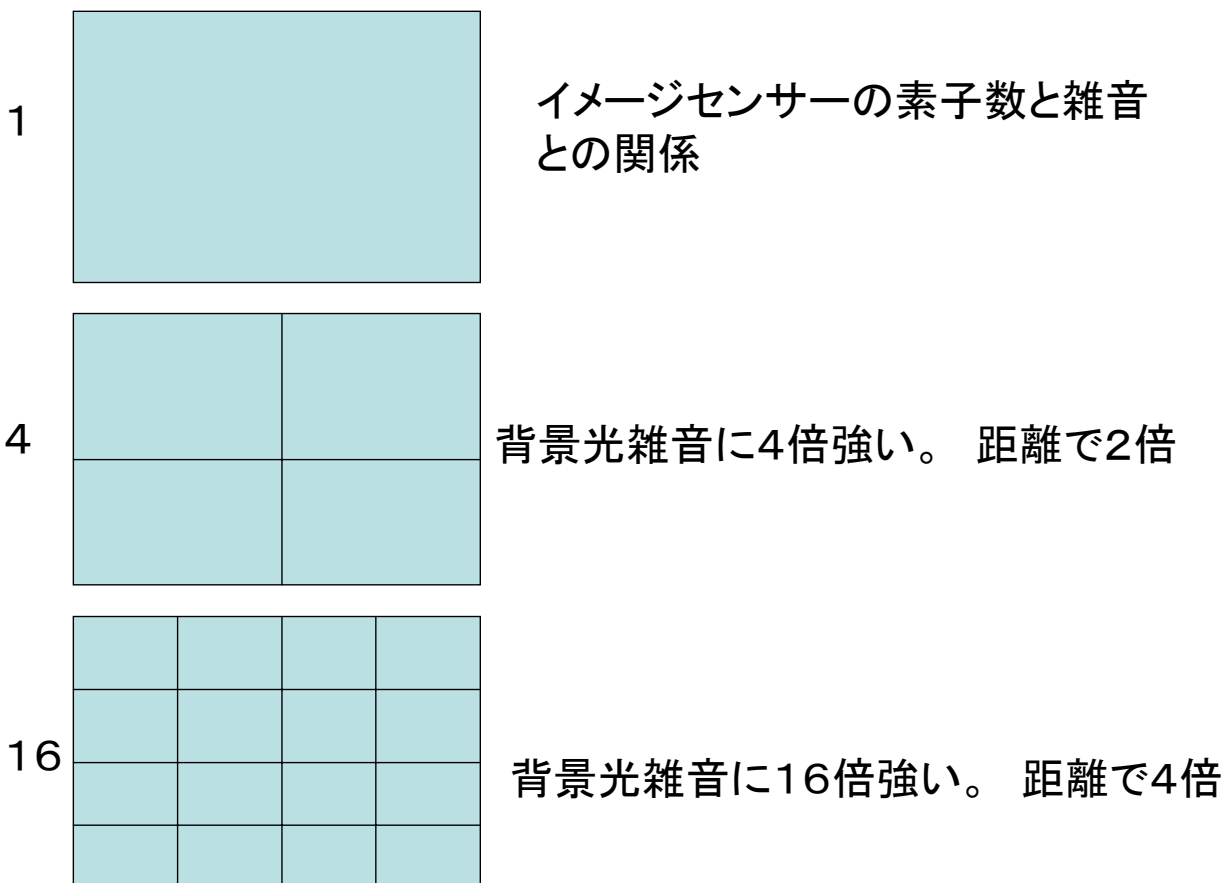 1
イメージセンサーの素子数と雑音
との関係
4
背景光雑音に4倍強い。 距離で2倍
16
背景光雑音に16倍強い。 距離で4倍